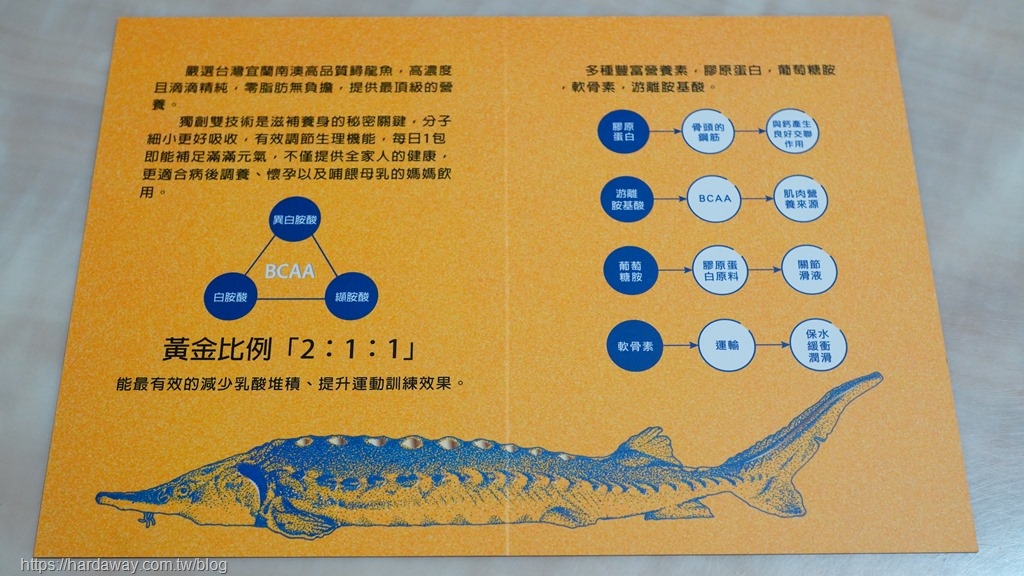 嚴選台灣宜蘭南澳高品質鱘龍魚，高濃度
且滴滴精純，零脂肪無負擔，提供最頂級的營
養。
獨創雙技術是滋補養身的秘密關鍵，分子
細小更好吸收，有效調節生理機能，每日1包
即能補足滿滿元氣，不僅提供全家人的健康，
更適合病後調養、懷孕以及哺餵母乳的媽媽飲
用。
異白胺酸
BCAA
白胺酸
纈胺酸
黃金比例「2：1：1」
能最有效的減少乳酸堆積、提升運動訓練效果。
多種豐富營養素，膠原蛋白，葡萄糖胺
，軟骨素，游離胺基酸。
膠原
蛋白
骨頭的
鋼筋
與鈣產生
良好交聯
作用
游離
胺基酸
BCAA
肌肉營
養來源
葡萄
糖胺
膠原蛋
白原料
關節
滑液
軟骨素
運輸
保水
緩衝
潤滑
https://hardaway.com.tw/blog